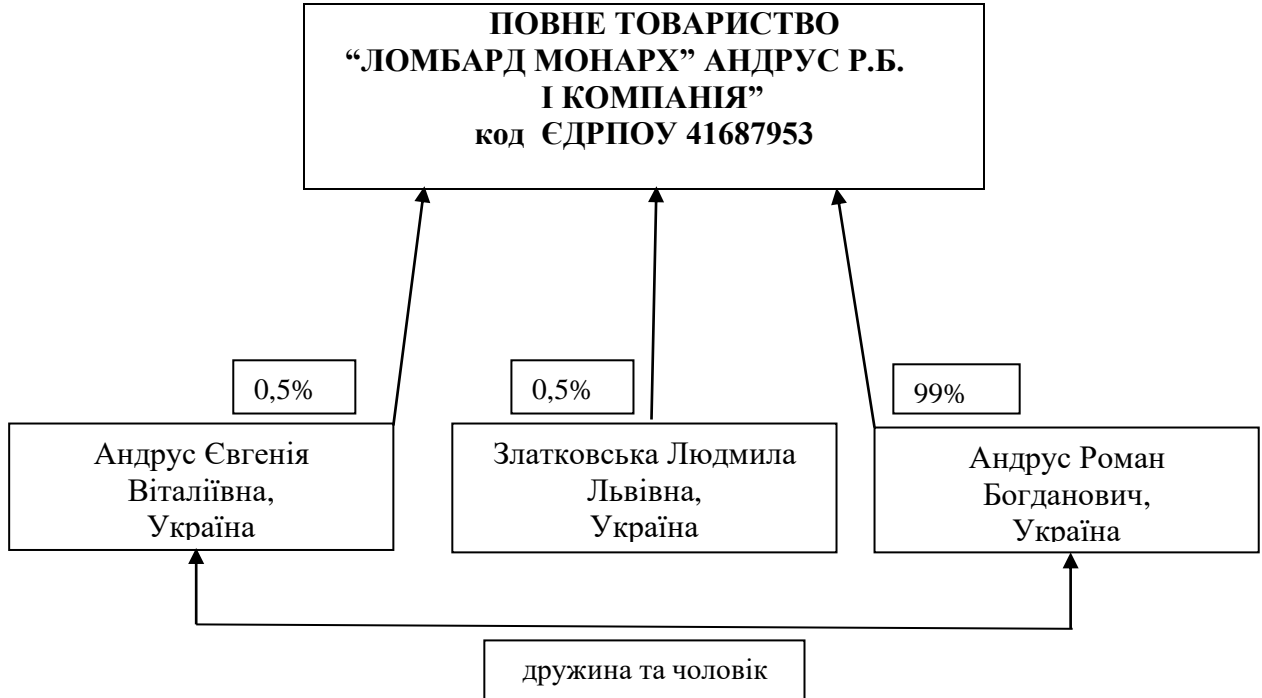 ПОВНЕ ТОВАРИСТВО
“ЛОМБАРД МОНАРХ” АНДРУС Р.Б.
І КОМПАНІЯ”
код ЄДРПОУ 41687953
0,5%
0,5%
99%
Андрус Євгенія
Віталіївна,
Україна
Златковська Людмила
Львівна,
Україна
Андрус Роман
Богданович,
Україна
дружина та чоловік